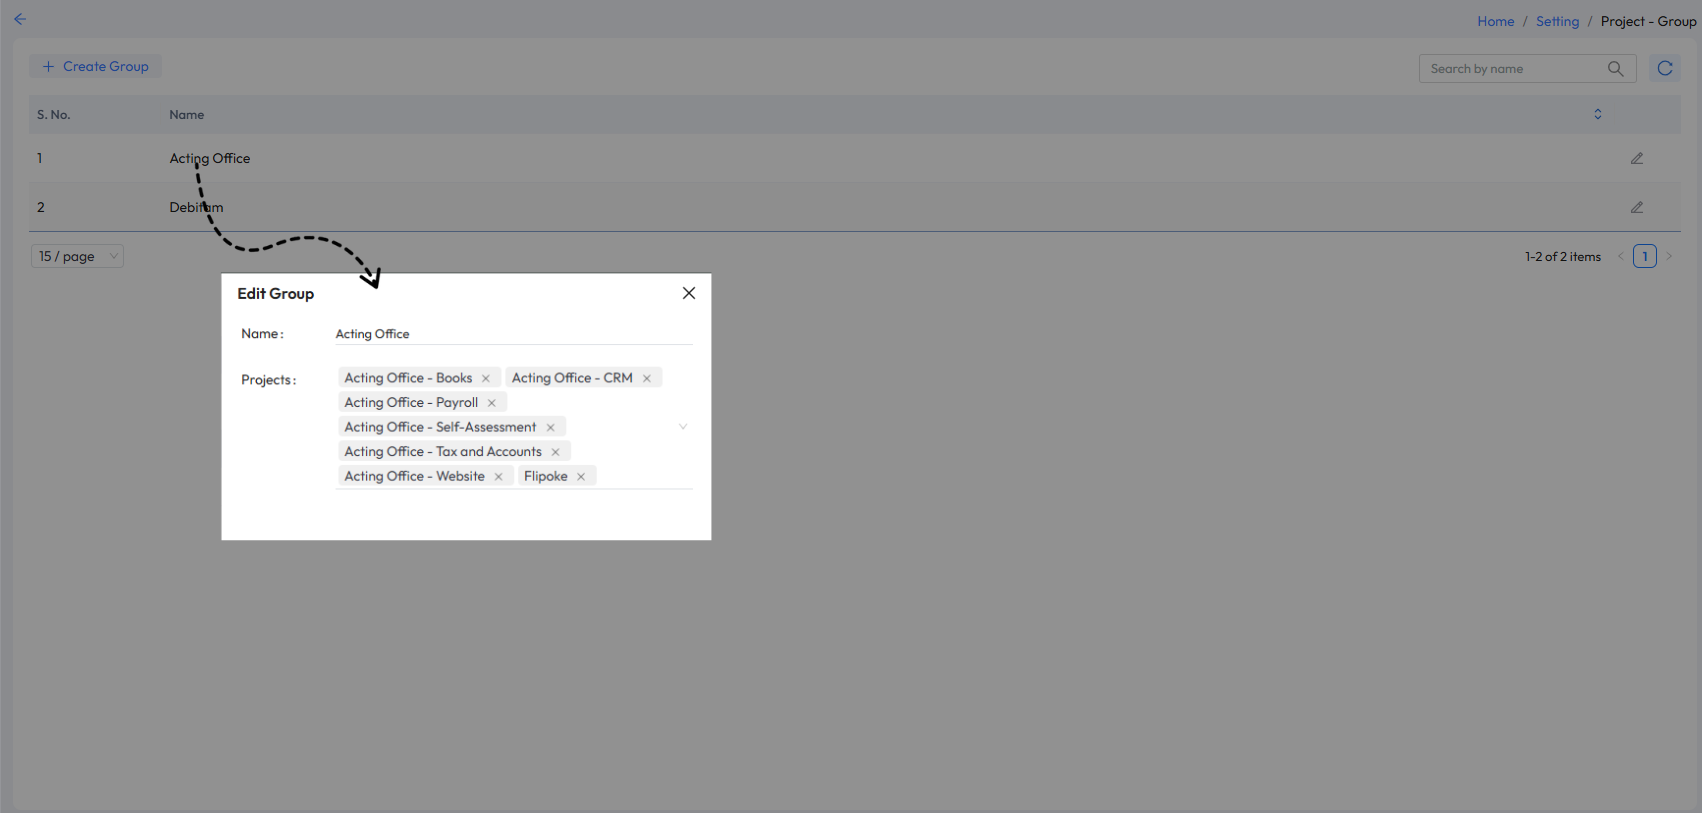 Home / Setting / Project - Group
+ Create Group
Search by name
S. No. Name
1 Acting Office
2 Debitam
15 / page
1-2 of 2 items < 1 >
Edit Group
Name : Acting Office
Projects :
Acting Office - Books × Acting Office - CRM ×
Acting Office - Payroll ×
Acting Office - Self-Assessment ×
Acting Office - Tax and Accounts ×
Acting Office - Website × Flipoke ×